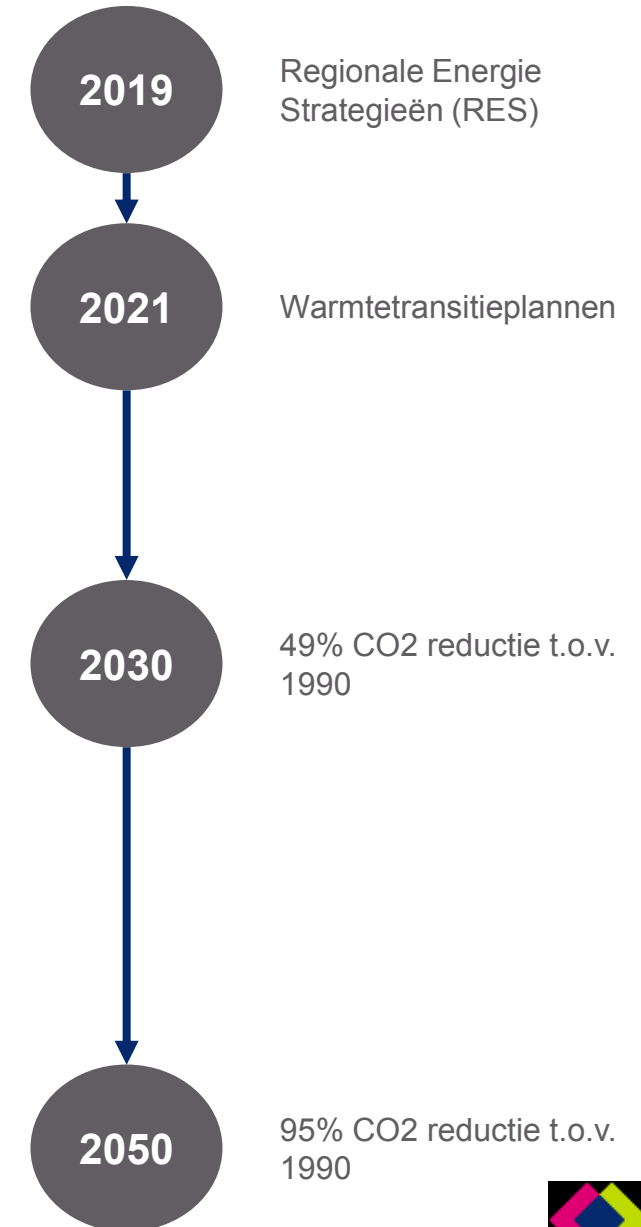 2019
Regionale Energie
Strategieën (RES)
2021
Warmtetransitieplannen
2030
49% CO2 reductie t.o.v.
1990
2050
95% CO2 reductie t.o.v.
1990